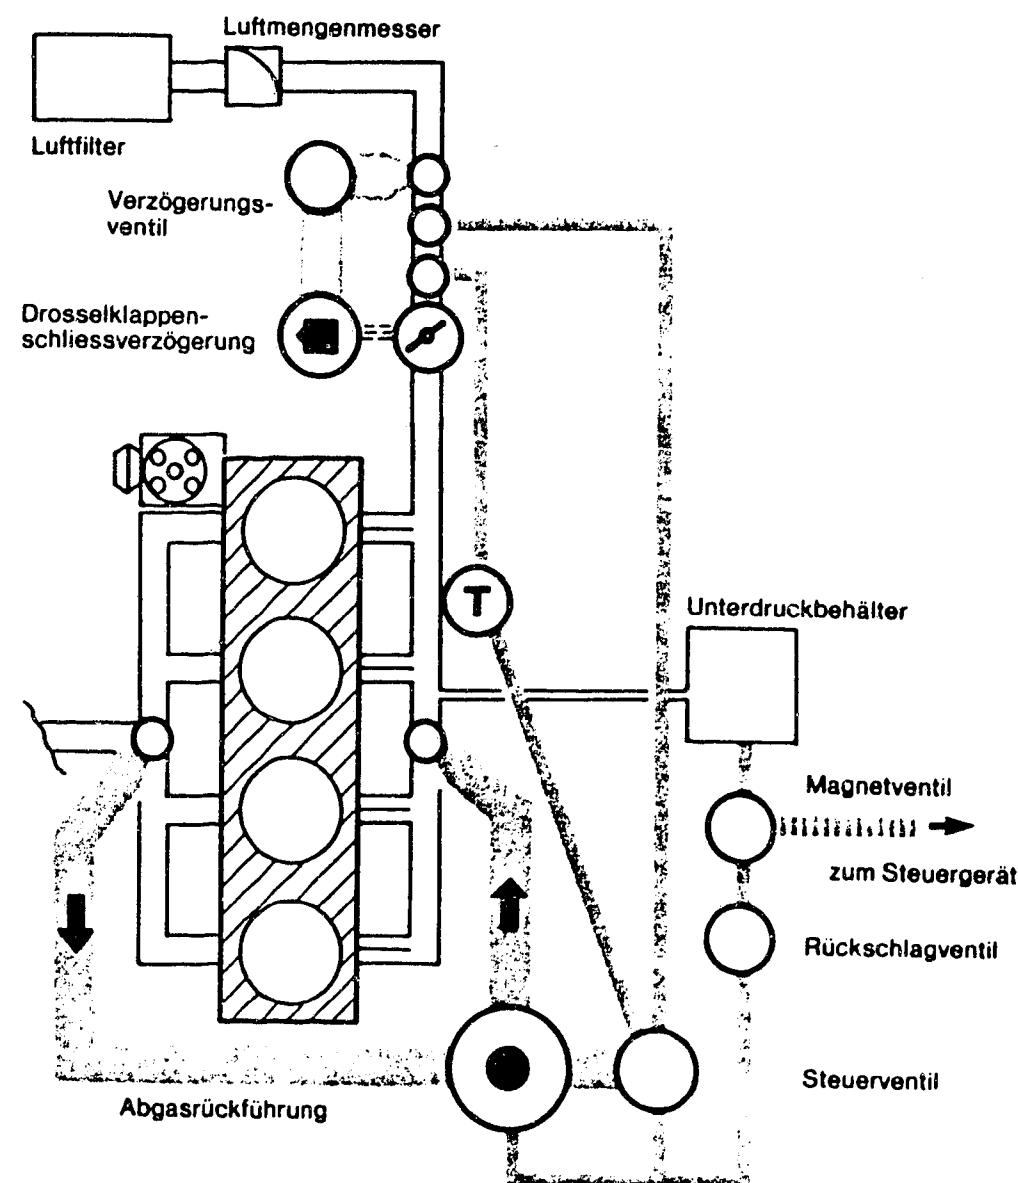 Luftmengenmesser
Luftfilter
Verzögerungs-
ventil
Drosselklappen-
schliessverzögerung
T
Unterdruckbehälter
Magnetventil
zum Steuergerät
Rückschlagventil
Steuerventil
Abgasrückführung